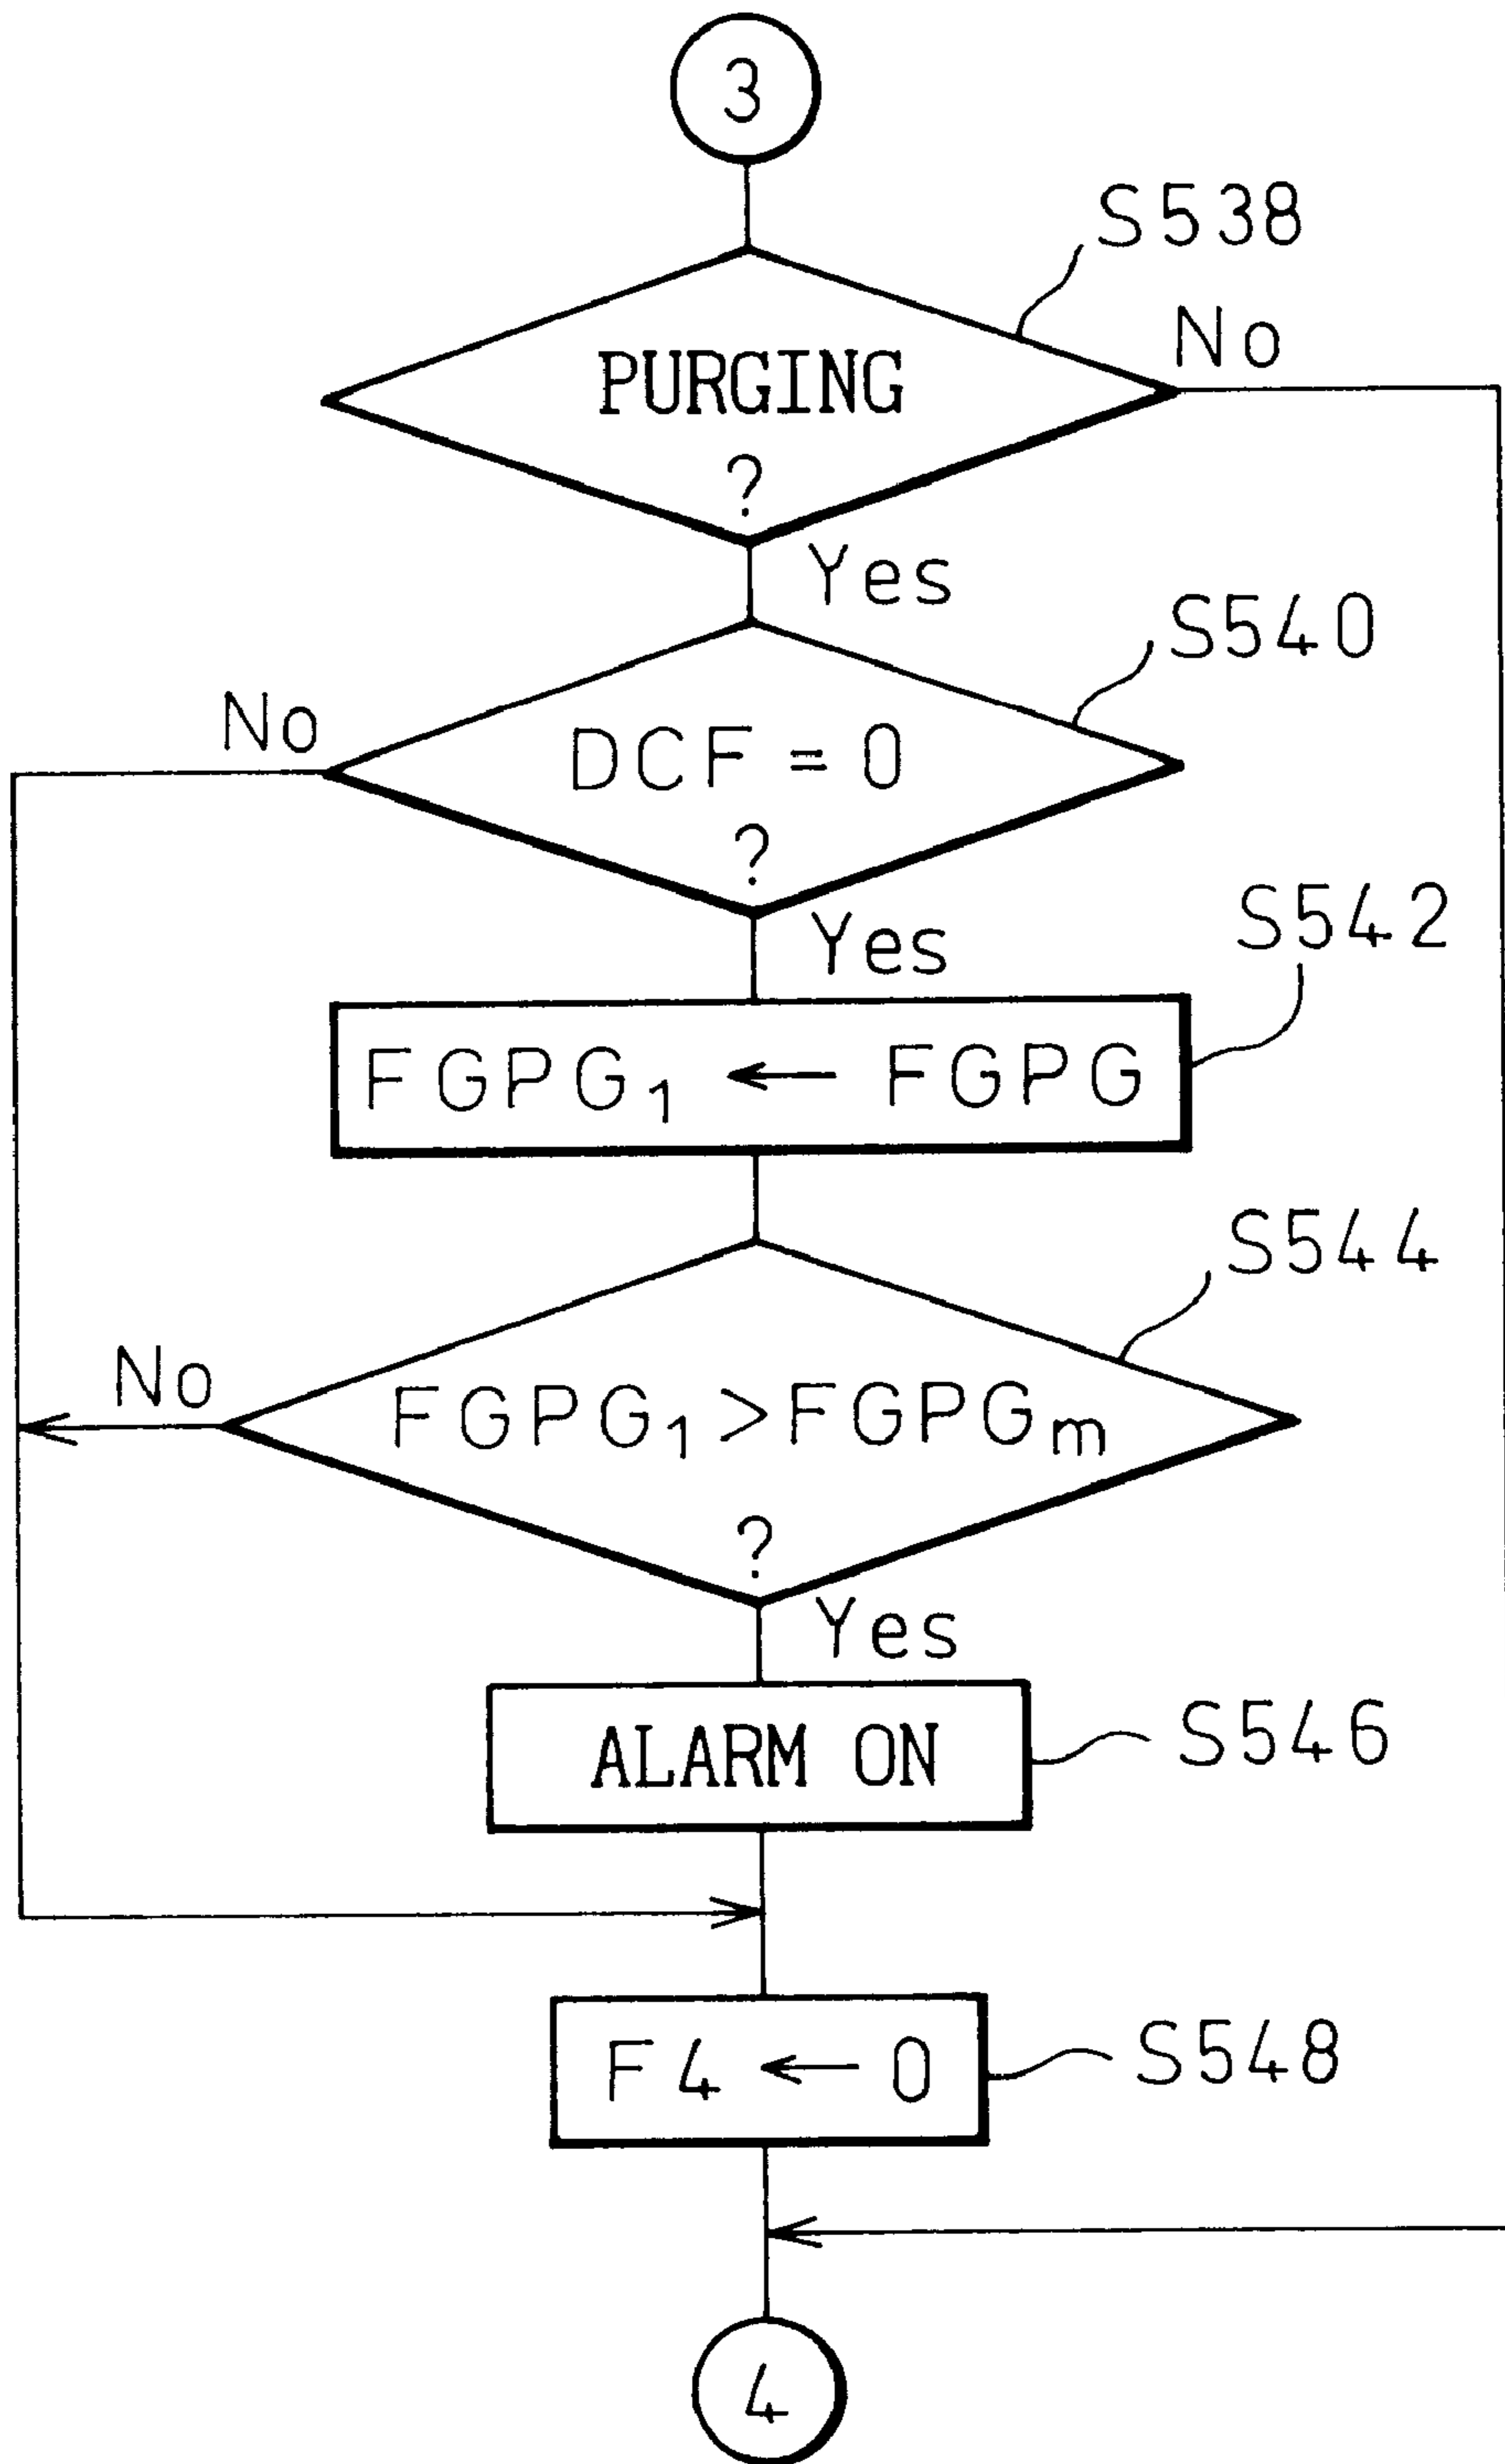 3
S538
No
PURGING
?
Yes
S540
No
DCF = 0
?
Yes
S542
FGPG₁ ← FGPG
S544
No
FGPG₁ > FGPGₘ
?
Yes
ALARM ON
S546
F4 ← 0
S548
4